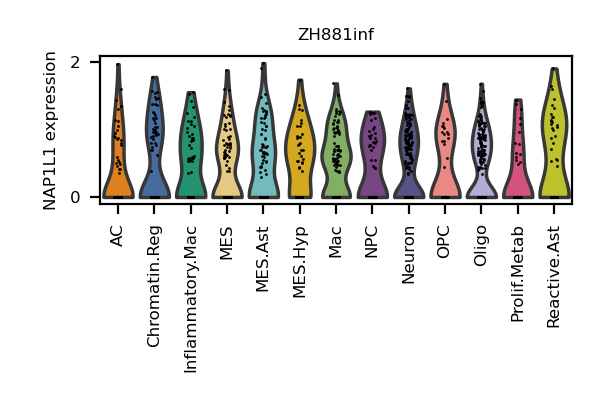 ZH881inf
NAP1L1 expression
2
0
AC
Chromatin.Reg
Inflammatory.Mac
MES
MES.Ast
MES.Hyp
Mac
NPC
Neuron
OPC
Oligo
Prolif.Metab
Reactive.Ast